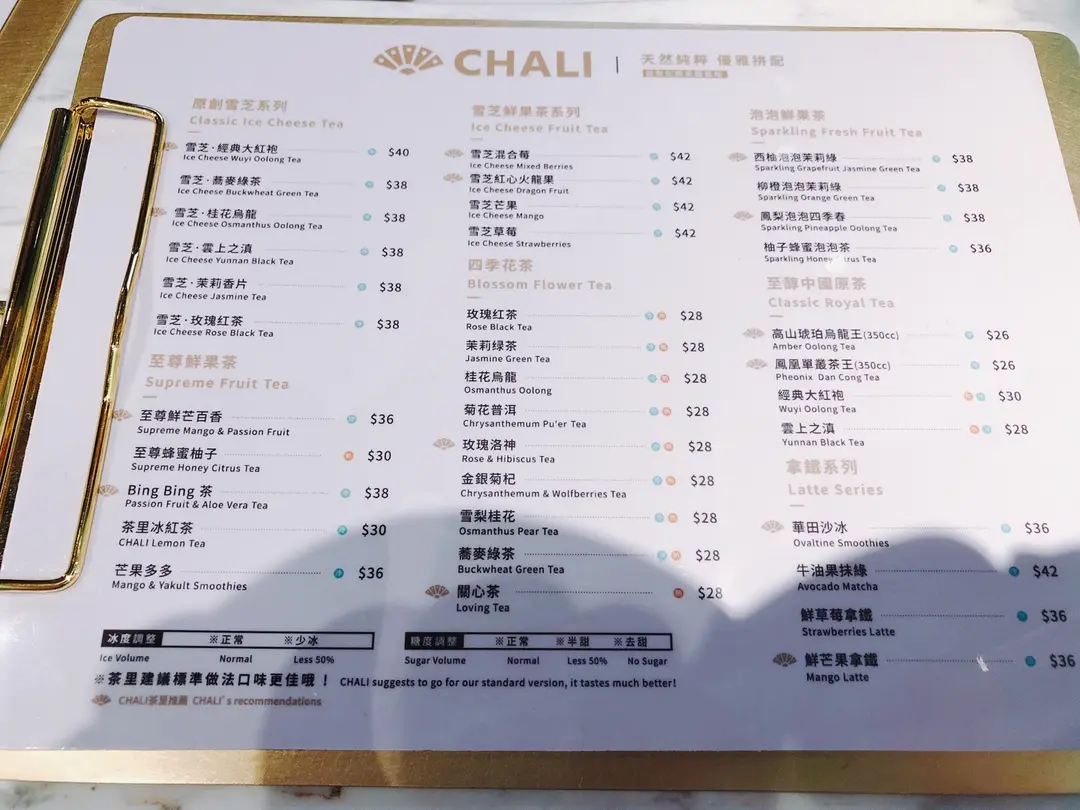 CHALI
天然純粹 優雅拼配
原創雪芝系列
Classic Ice Cheese Tea
雪芝·經典大紅袍 $40
Ice Cheese Wuyi Oolong Tea
雪芝·蕎麥綠茶 $38
Ice Cheese Buckwheat Green Tea
雪芝·桂花烏龍 $38
Ice Cheese Osmanthus Oolong Tea
雪芝·雲上之滇 $38
Ice Cheese Yunnan Black Tea
雪芝·茉莉香片 $38
Ice Cheese Jasmine Tea
雪芝·玫瑰红茶 $38
Ice Cheese Rose Black Tea
至尊鮮果茶
Supreme Fruit Tea
至尊鮮芒百香 $36
Supreme Mango & Passion Fruit
至尊蜂蜜柚子 $30
Supreme Honey Citrus Tea
Bing Bing 茶 $38
Passion Fruit & Aloe Vera Tea
茶里冰紅茶 $30
CHALI Lemon Tea
芒果多多 $36
Mango & Yakult Smoothies
雪芝鮮果茶系列
Ice Cheese Fruit Tea
雪芝混合莓 $42
Ice Cheese Mixed Berries
雪芝紅心火龍果 $42
Ice Cheese Dragon Fruit
雪芝芒果 $42
Ice Cheese Mango
雪芝草莓 $42
Ice Cheese Strawberries
四季花茶
Blossom Flower Tea
玫瑰红茶 $28
Rose Black Tea
茉莉绿茶 $28
Jasmine Green Tea
桂花烏龍 $28
Osmanthus Oolong
菊花普洱 $28
Chrysanthemum Pu'er Tea
玫瑰洛神 $28
Rose & Hibiscus Tea
金銀菊杞 $28
Chrysanthemum & Wolfberries Tea
雪梨桂花 $28
Osmanthus Pear Tea
蕎麥綠茶 $28
Buckwheat Green Tea
關心茶 $28
Loving Tea
泡泡鮮果茶
Sparkling Fresh Fruit Tea
西柚泡泡茉莉綠 $38
Sparkling Grapefruit Jasmine Green Tea
柳橙泡泡茉莉綠 $38
Sparkling Orange Green Tea
鳳梨泡泡四季春 $38
Sparkling Pineapple Oolong Tea
柚子蜂蜜泡泡茶 $36
Sparkling Honey Citrus Tea
至醇中國原茶
Classic Royal Tea
高山琥珀烏龍王(350cc) $26
Amber Oolong Tea
鳳凰單叢茶王(350cc) $26
Pheonix Dan Cong Tea
經典大紅袍 $30
Wuyi Oolong Tea
雲上之滇 $28
Yunnan Black Tea
拿鐵系列
Latte Series
華田沙冰 $36
Ovaltine Smoothies
牛油果抹綠 $42
Avocado Matcha
鮮草莓拿鐵 $36
Strawberries Latte
鮮芒果拿鐵 $36
Mango Latte
冰度調整 ※正常 ※少冰
Ice Volume Normal Less 50%
糖度調整 ※正常 ※半甜 ※去甜
Sugar Volume Normal Less 50% No Sugar
※茶里建議標準做法口味更佳哦！ CHALI suggests to go for our standard version, it tastes much better!
CHALI茶里推薦 CHALI's recommendations